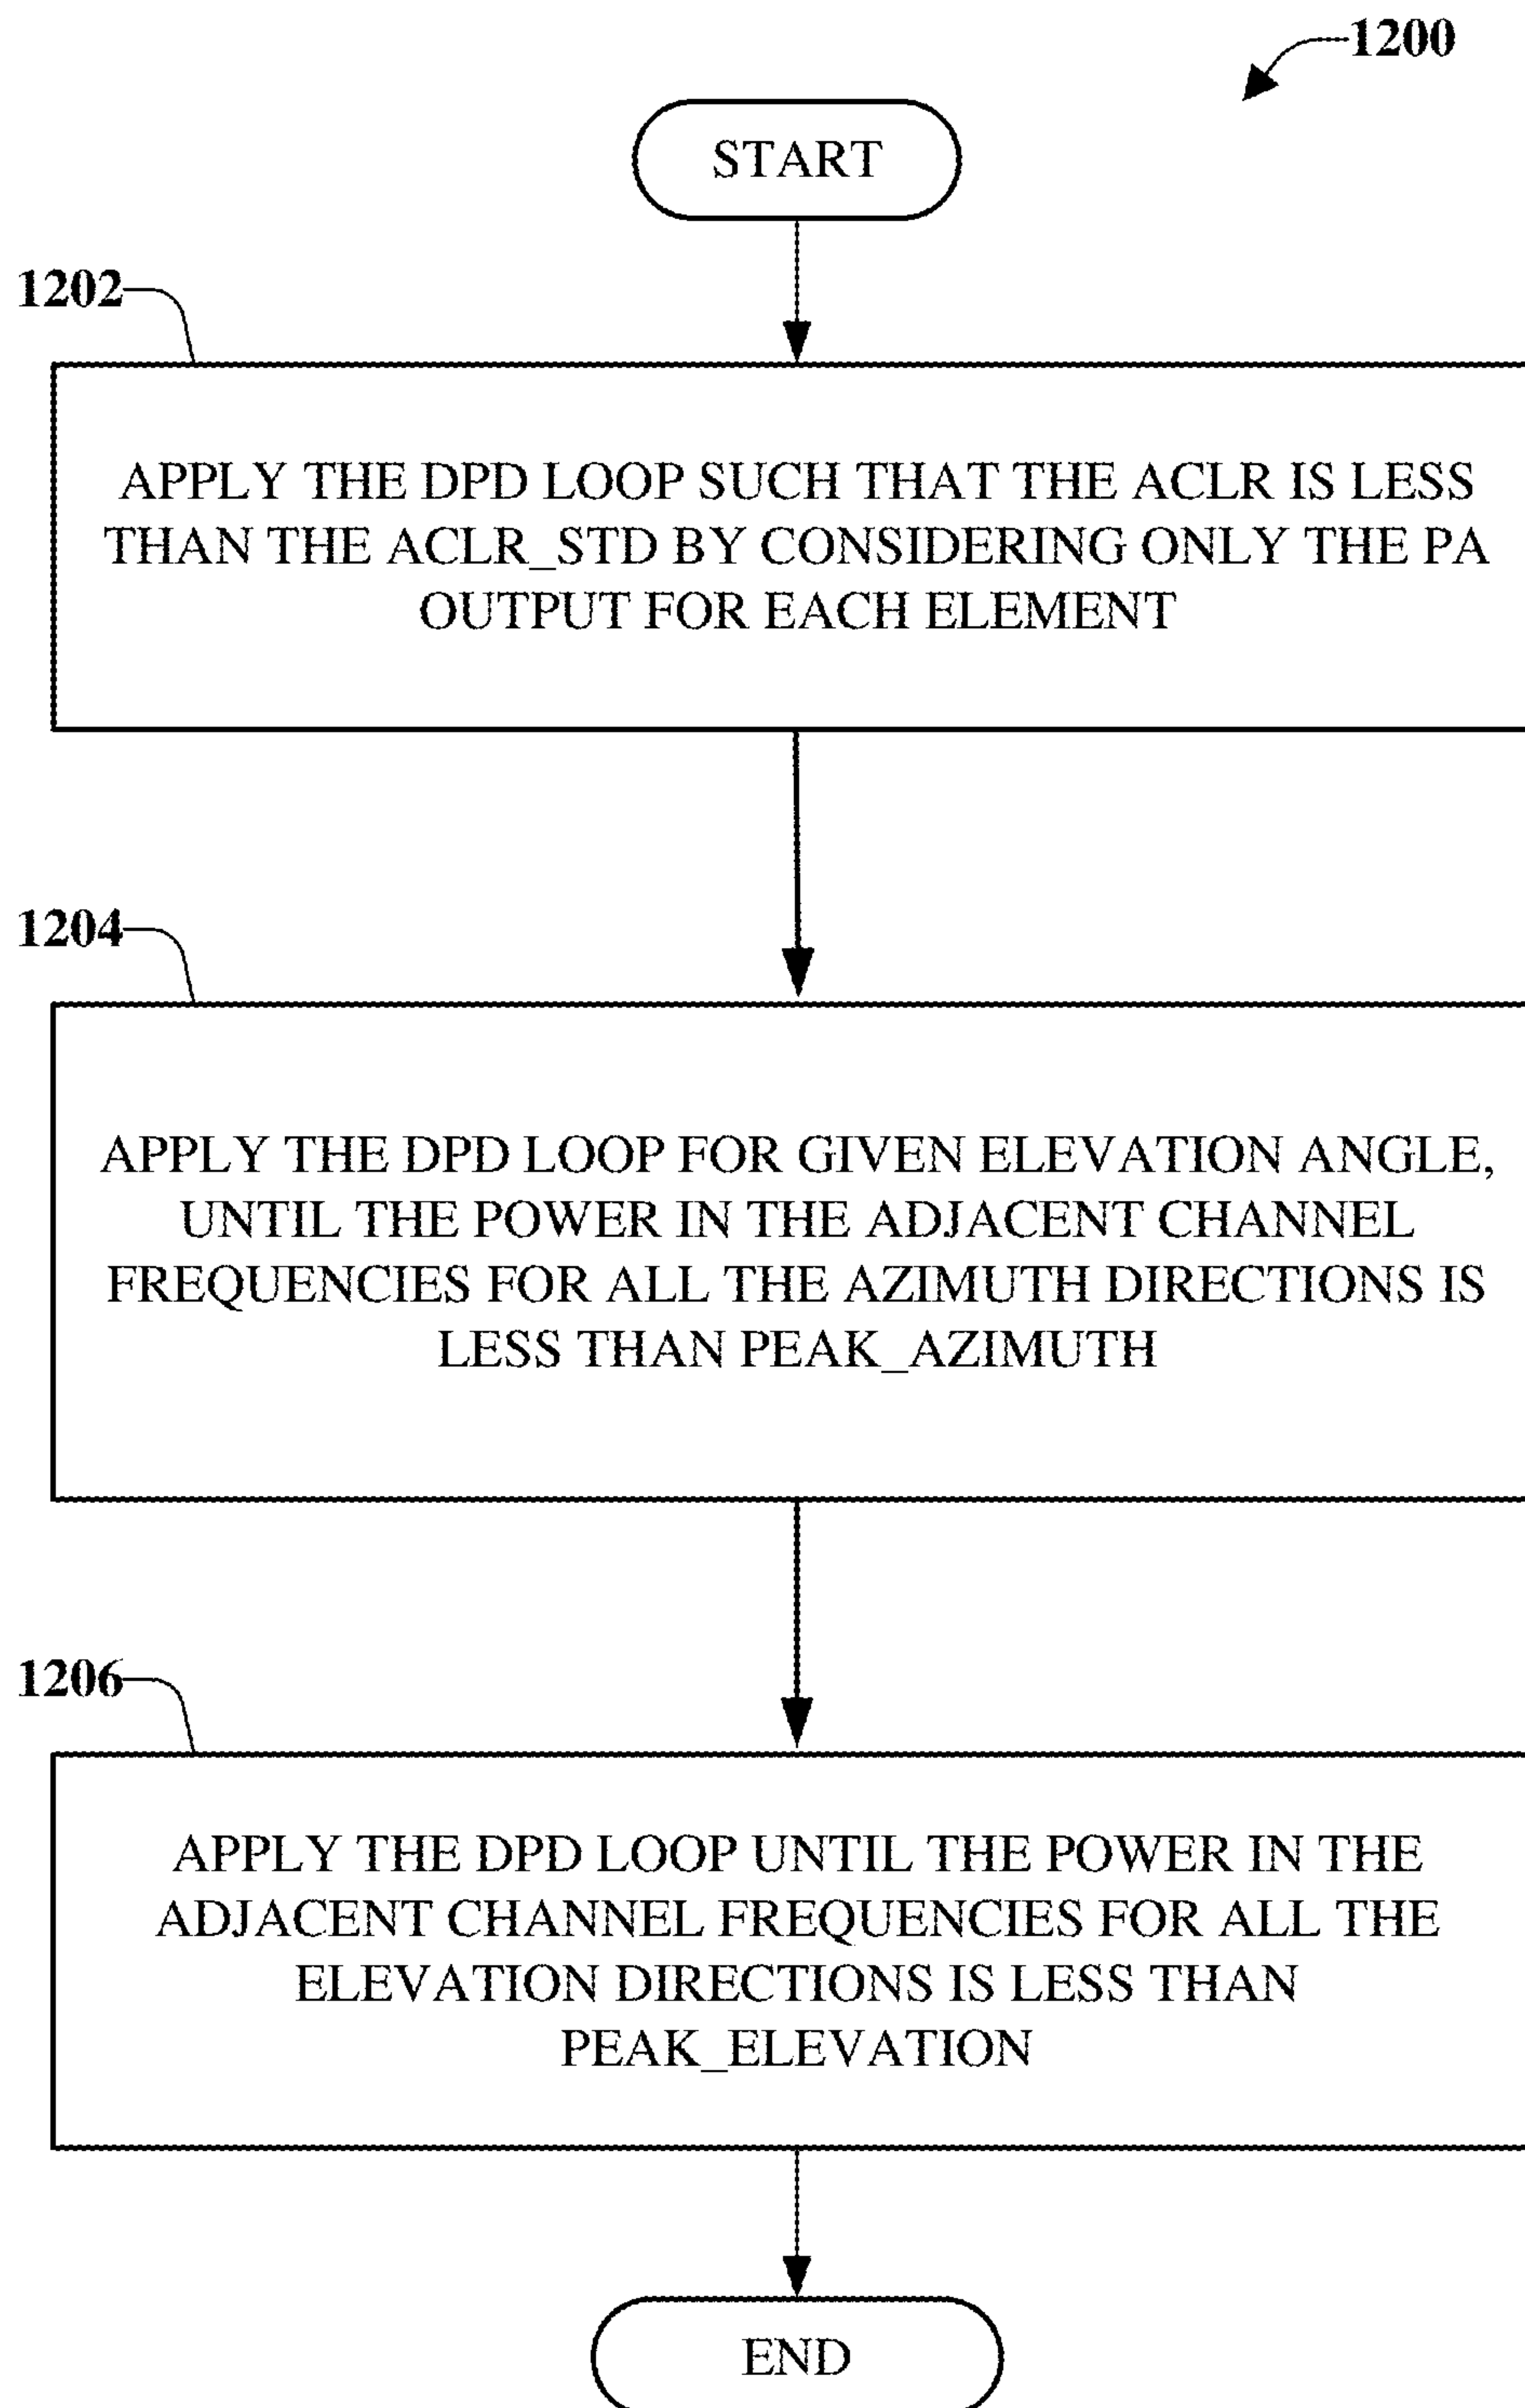 1200
START
1202
APPLY THE DPD LOOP SUCH THAT THE ACLR IS LESS
THAN THE ACLR_STD BY CONSIDERING ONLY THE PA
OUTPUT FOR EACH ELEMENT
1204
APPLY THE DPD LOOP FOR GIVEN ELEVATION ANGLE,
UNTIL THE POWER IN THE ADJACENT CHANNEL
FREQUENCIES FOR ALL THE AZIMUTH DIRECTIONS IS
LESS THAN PEAK_AZIMUTH
1206
APPLY THE DPD LOOP UNTIL THE POWER IN THE
ADJACENT CHANNEL FREQUENCIES FOR ALL THE
ELEVATION DIRECTIONS IS LESS THAN
PEAK_ELEVATION
END